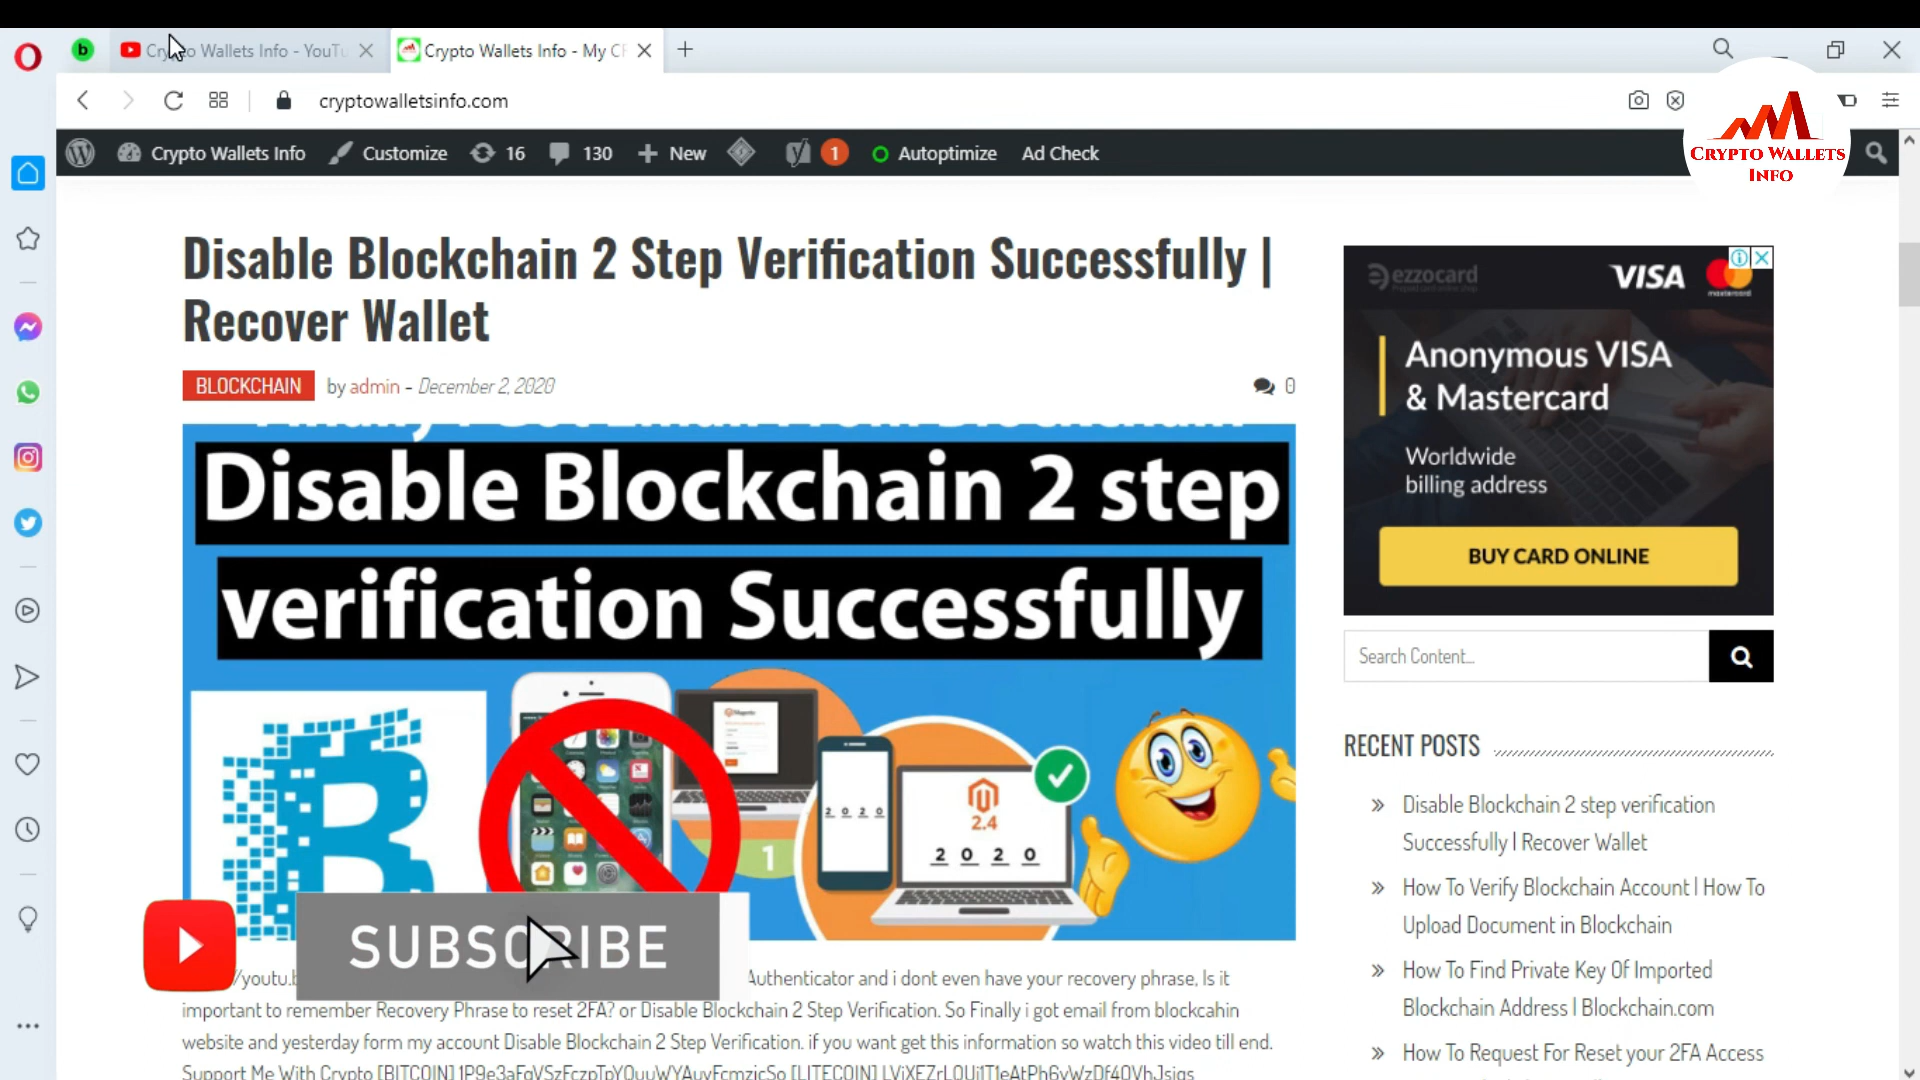 Crypto Wallets Info - YouTu
Crypto Wallets Info - My Cr
cryptowalletsinfo.com
Crypto Wallets Info
Customize
16
130
New
1
Autoptimize
Ad Check
CRYPTO WALLETS
INFO
Disable Blockchain 2 Step Verification Successfully |
Recover Wallet
BLOCKCHAIN by admin - December 2, 2020
0
Disable Blockchain 2 step
verification Successfully
2 0 2 0
1
2.4
2 0 2 0
SUBSCRIBE
/youtu.b
Authenticator and i dont even have your recovery phrase, Is it
important to remember Recovery Phrase to reset 2FA? or Disable Blockchain 2 Step Verification. So Finally i got email from blockcahin
website and yesterday form my account Disable Blockchain 2 Step Verification. if you want get this information so watch this video till end.
Support Me With Crypto [BITCOIN]
[LITECOIN]
ezzocard
VISA
mastercard
Anonymous VISA
& Mastercard
Worldwide
billing address
BUY CARD ONLINE
Search Content...
RECENT POSTS
Disable Blockchain 2 step verification
Successfully | Recover Wallet
How To Verify Blockchain Account | How To
Upload Document in Blockchain
How To Find Private Key Of Imported
Blockchain Address | Blockchain.com
How To Request For Reset your 2FA Access